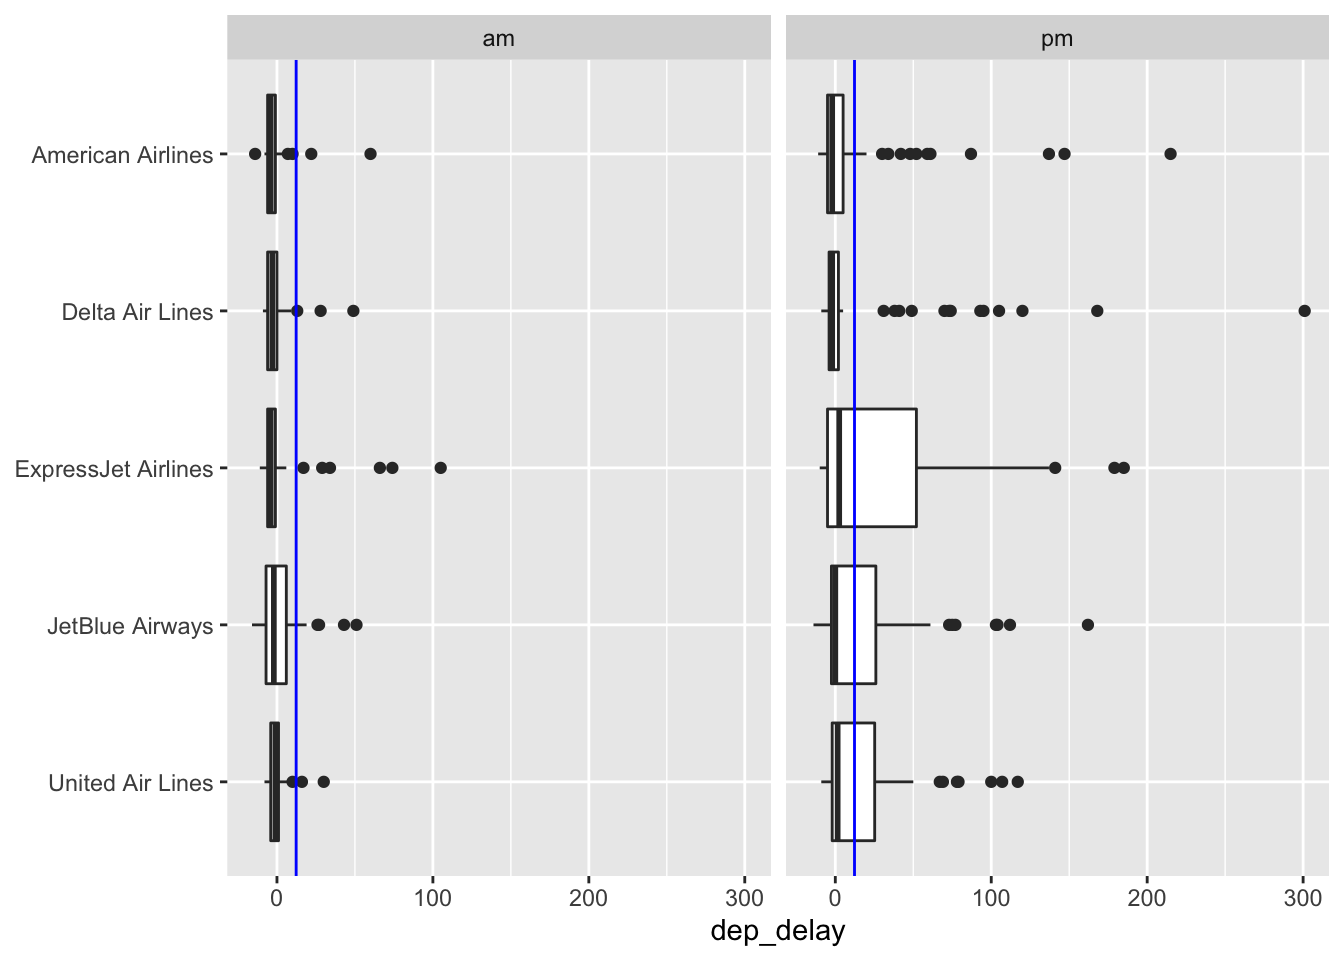 am
pm
American Airlines
Delta Air Lines
ExpressJet Airlines
JetBlue Airways
United Air Lines
0 100 200 300
0 100 200 300
dep_delay